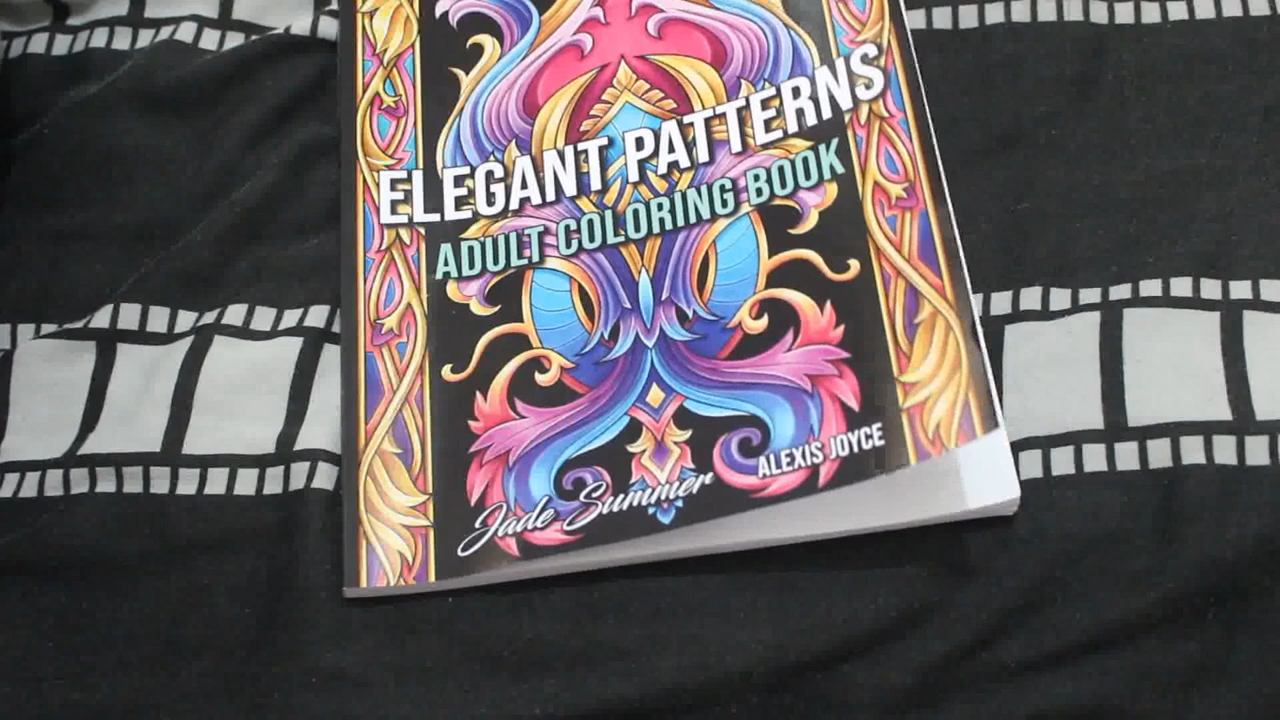 ELEGANT PATTERNS
ADULT COLORING BOOK
ALEXIS JOYCE
Jade Summer